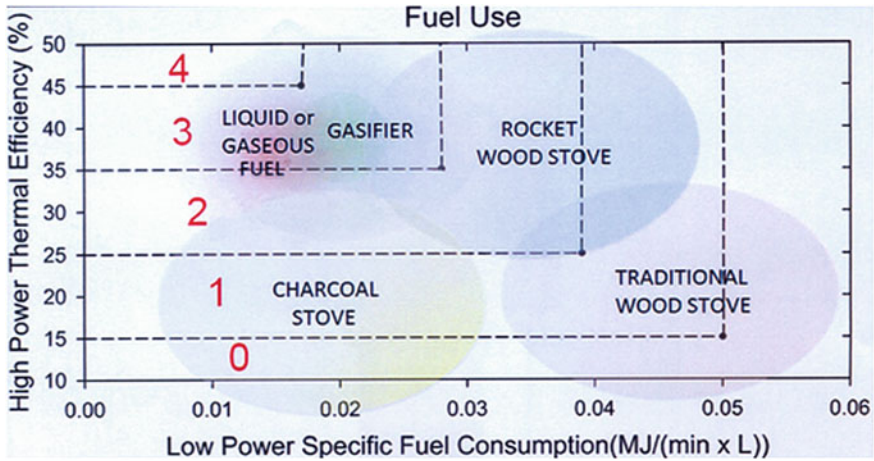 Fuel Use
High Power Thermal Efficiency (%)
50
45
40
35
30
25
20
15
10
4
3
2
1
0
LIQUID or
GASEOUS
FUEL
GASIFIER
ROCKET
WOOD STOVE
CHARCOAL
STOVE
TRADITIONAL
WOOD STOVE
0.00 0.01 0.02 0.03 0.04 0.05 0.06
Low Power Specific Fuel Consumption(MJ/(min x L))